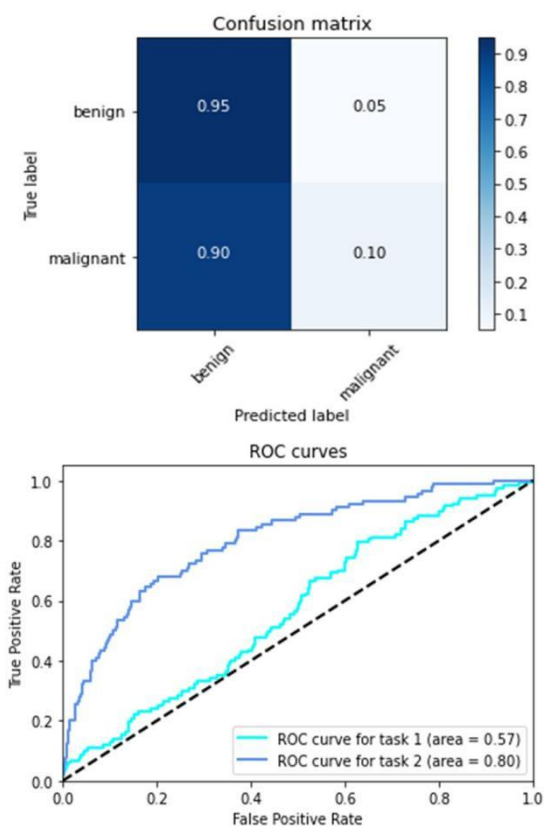 Confusion matrix
True label
benign
malignant
0.95
0.05
0.90
0.10
benign
malignant
Predicted label
0.9
0.8
0.7
0.6
0.5
0.4
0.3
0.2
0.1
ROC curves
True Positive Rate
1.0
0.8
0.6
0.4
0.2
0.0
ROC curve for task 1 (area = 0.57)
ROC curve for task 2 (area = 0.80)
0.0
0.2
0.4
0.6
0.8
1.0
False Positive Rate